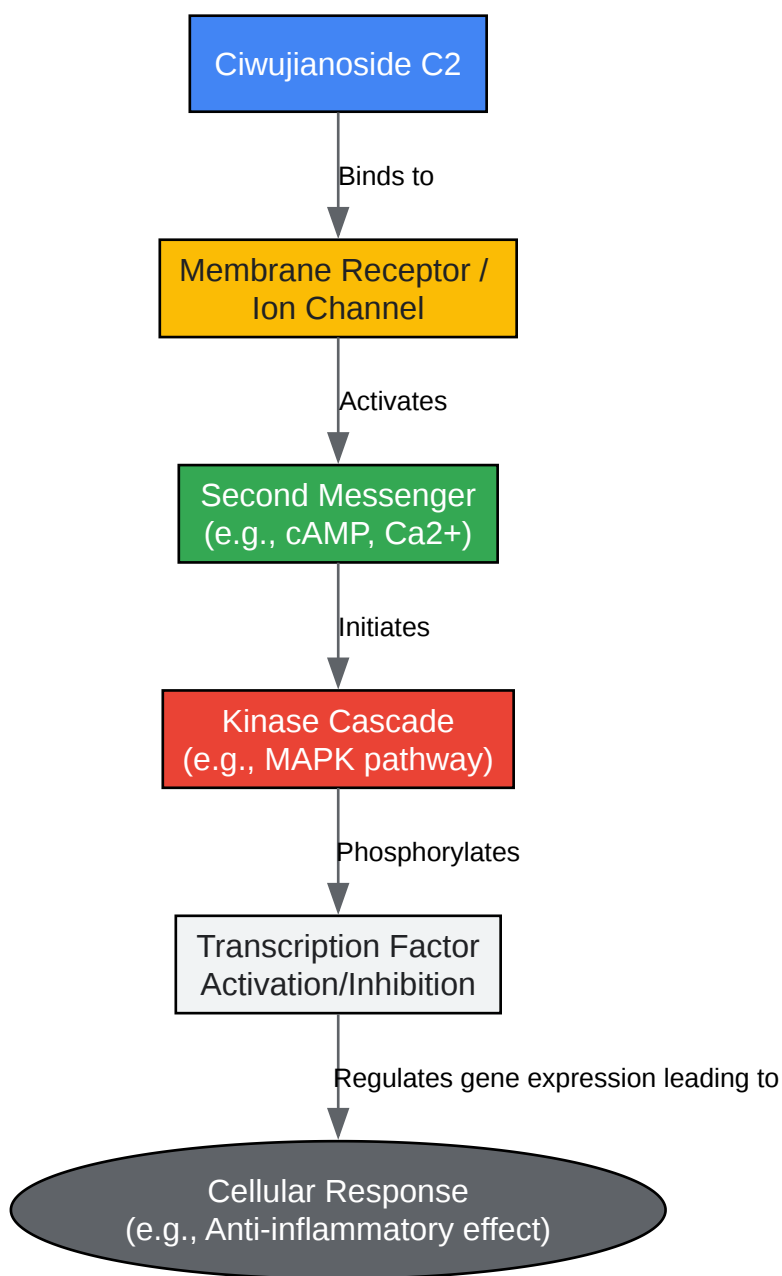 Ciwujianoside C2
Binds to
Membrane Receptor /
Ion Channel
Activates
Second Messenger
(e.g., cAMP, Ca2+)
Initiates
Kinase Cascade
(e.g., MAPK pathway)
Phosphorylates
Transcription Factor
Activation/Inhibition
Regulates gene expression leading to
Cellular Response
(e.g., Anti-inflammatory effect)